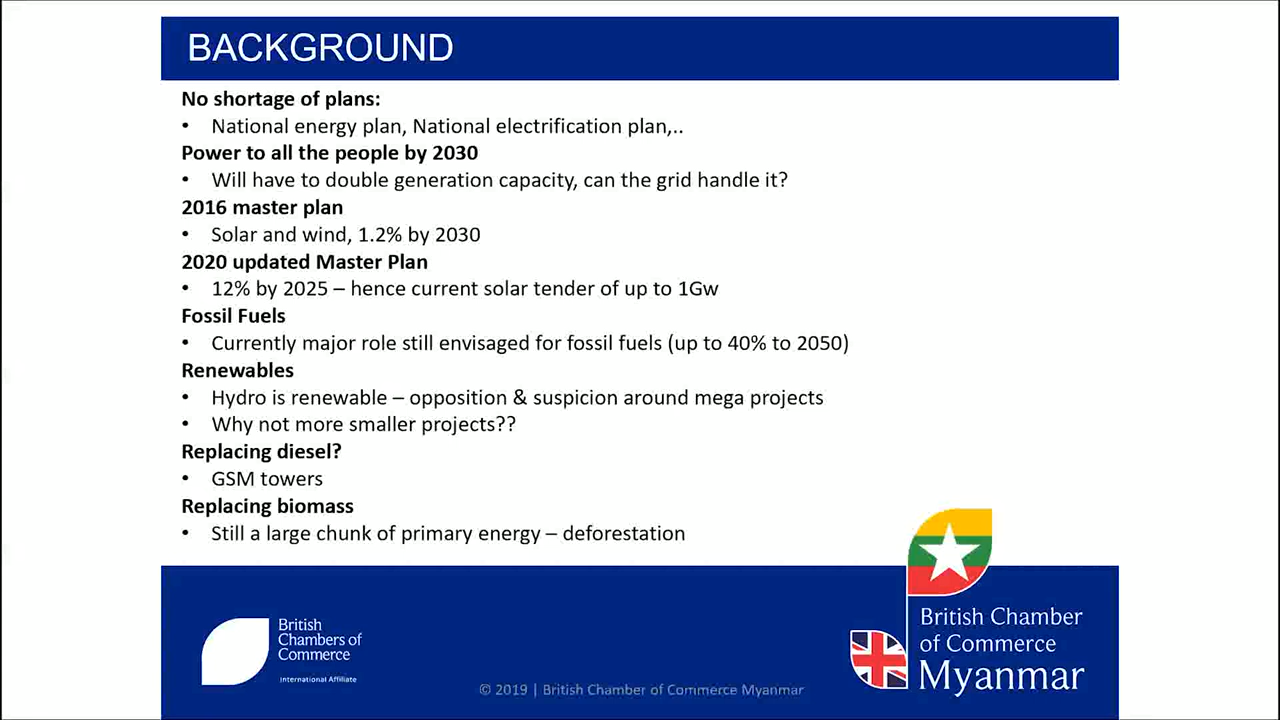 BACKGROUND
No shortage of plans:
• National energy plan, National electrification plan,..
Power to all the people by 2030
• Will have to double generation capacity, can the grid handle it?
2016 master plan
• Solar and wind, 1.2% by 2030
2020 updated Master Plan
• 12% by 2025 – hence current solar tender of up to 1Gw
Fossil Fuels
• Currently major role still envisaged for fossil fuels (up to 40% to 2050)
Renewables
• Hydro is renewable – opposition & suspicion around mega projects
• Why not more smaller projects??
Replacing diesel?
• GSM towers
Replacing biomass
• Still a large chunk of primary energy – deforestation
British
Chambers of
Commerce
International Affiliate
© 2019 | British Chamber of Commerce Myanmar
British Chamber
of Commerce
Myanmar